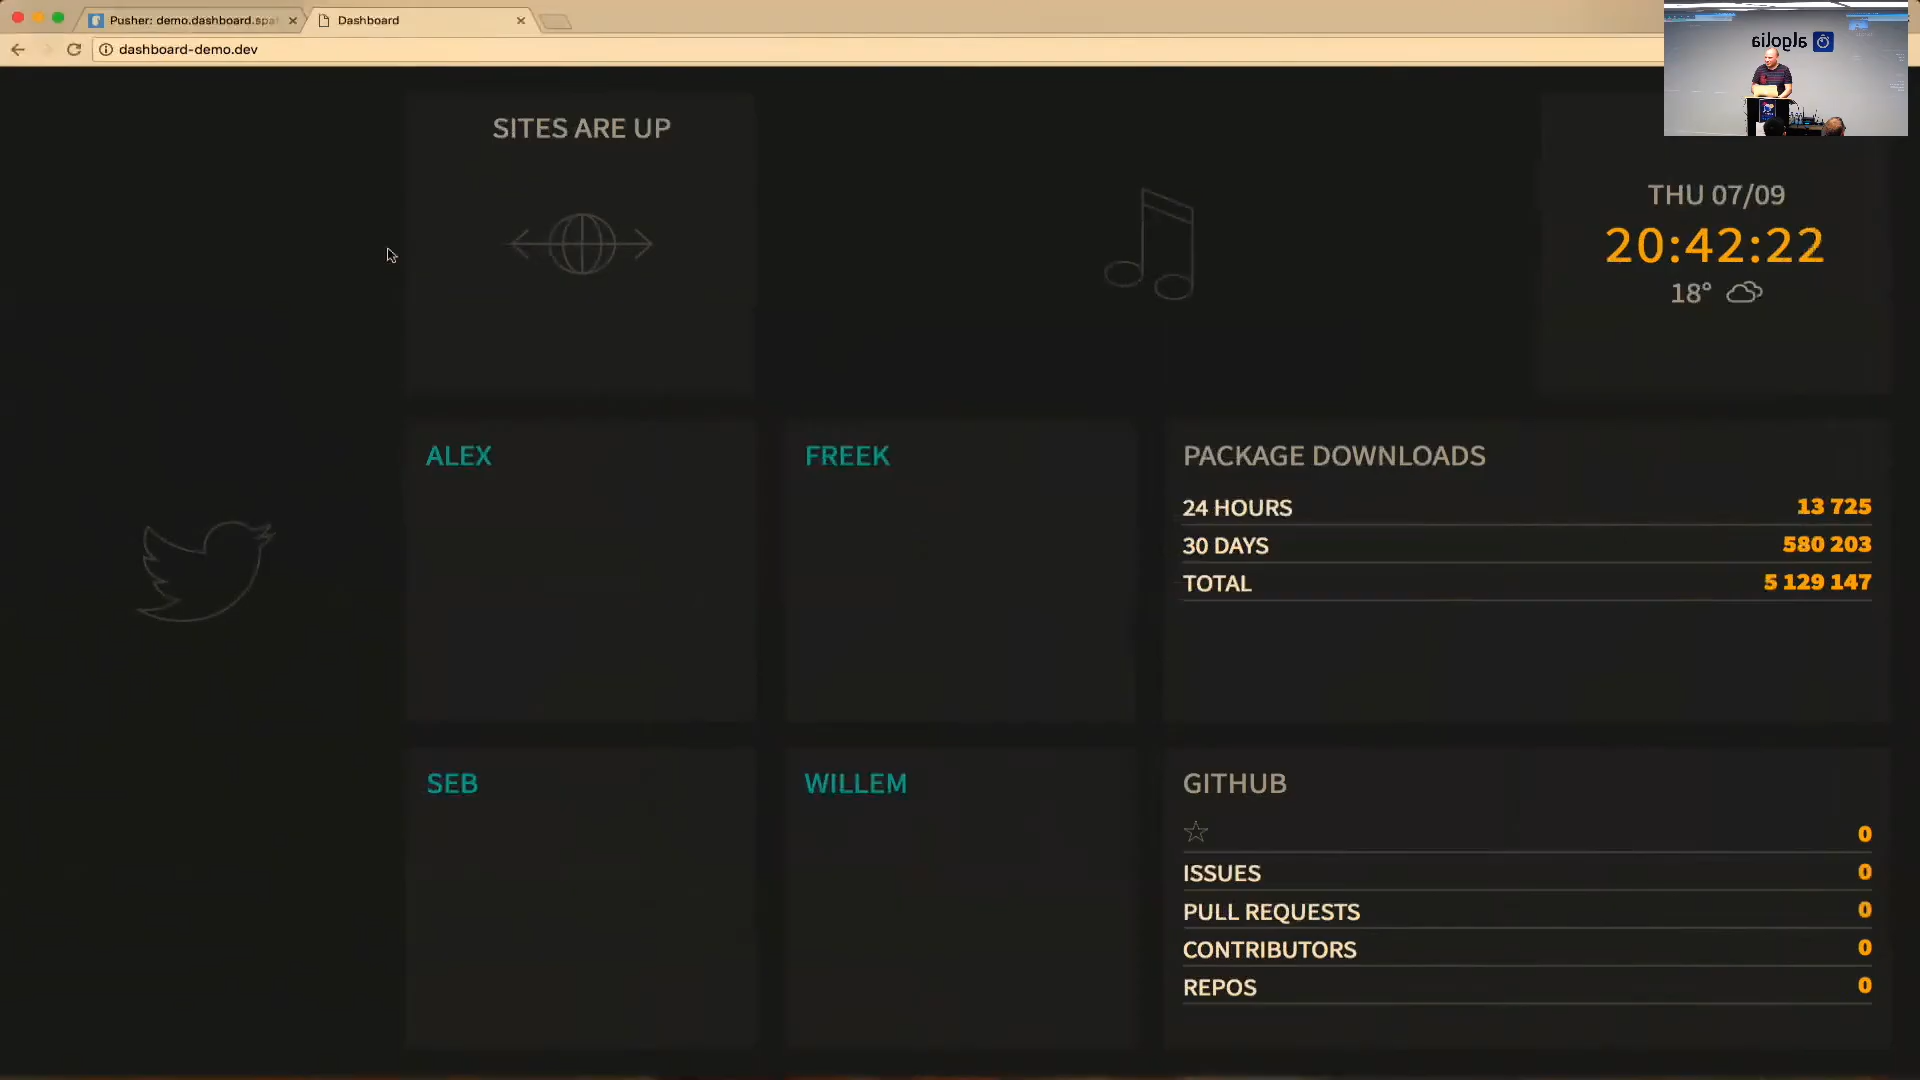 Pusher: demo.dashboard.spa
Dashboard
dashboard-demo.dev
algolia
SITES ARE UP
THU 07/09
20:42:22
18°
ALEX
FREEK
PACKAGE DOWNLOADS
24 HOURS 13 725
30 DAYS 580 203
TOTAL 5 129 147
SEB
WILLEM
GITHUB
0
ISSUES 0
PULL REQUESTS 0
CONTRIBUTORS 0
REPOS 0